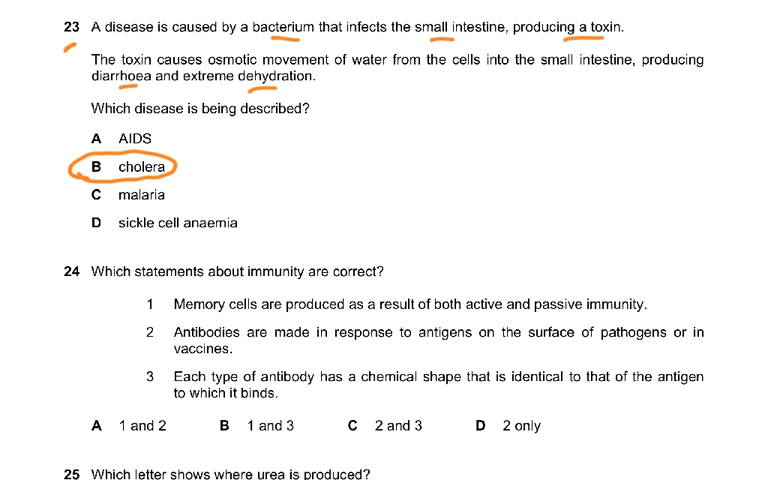 23 A disease is caused by a bacterium that infects the small intestine, producing a toxin.
The toxin causes osmotic movement of water from the cells into the small intestine, producing
diarrhoea and extreme dehydration.
Which disease is being described?
A AIDS
B cholera
C malaria
D sickle cell anaemia
24 Which statements about immunity are correct?
1 Memory cells are produced as a result of both active and passive immunity.
2 Antibodies are made in response to antigens on the surface of pathogens or in
vaccines.
3 Each type of antibody has a chemical shape that is identical to that of the antigen
to which it binds.
A 1 and 2 B 1 and 3 C 2 and 3 D 2 only
25 Which letter shows where urea is produced?